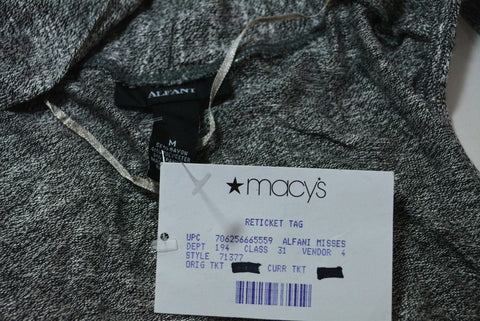 ALFANI
M
macy's
RETICKET TAG
UPC 706256665559 ALFANI MISSES
DEPT 194 CLASS 31 VENDOR 4
STYLE 71377
ORIG TKT CURR TKT